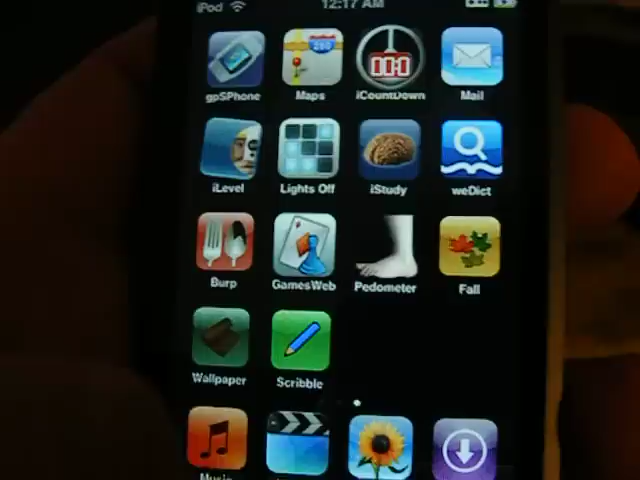 iPod 12:17 AM
gpSPhone Maps iCountDown Mail
iLevel Lights Off iStudy weDict
Burp GamesWeb Pedometer Fall
Wallpaper Scribble
Music